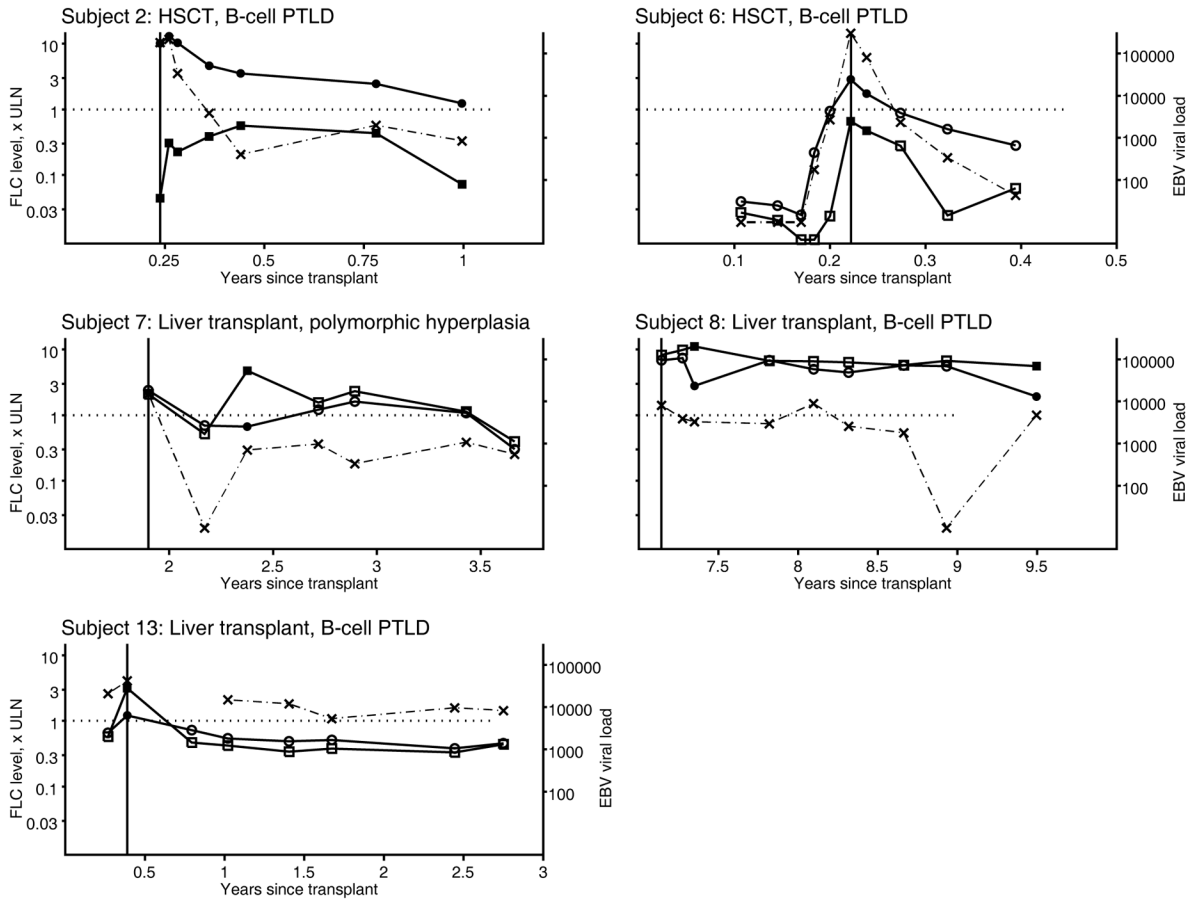 Subject 2: HSCT, B-cell PTLD
10
3
1
0.3
0.1
0.03
FLC level, x ULN
0.25 0.5 0.75 1
Years since transplant
Subject 6: HSCT, B-cell PTLD
100000
10000
1000
100
EBV viral load
0.1 0.2 0.3 0.4 0.5
Years since transplant
Subject 7: Liver transplant, polymorphic hyperplasia
10
3
1
0.3
0.1
0.03
FLC level, x ULN
2 2.5 3 3.5
Years since transplant
Subject 8: Liver transplant, B-cell PTLD
100000
10000
1000
100
EBV viral load
7.5 8 8.5 9 9.5
Years since transplant
Subject 13: Liver transplant, B-cell PTLD
10
3
1
0.3
0.1
0.03
FLC level, x ULN
100000
10000
1000
100
EBV viral load
0.5 1 1.5 2 2.5 3
Years since transplant